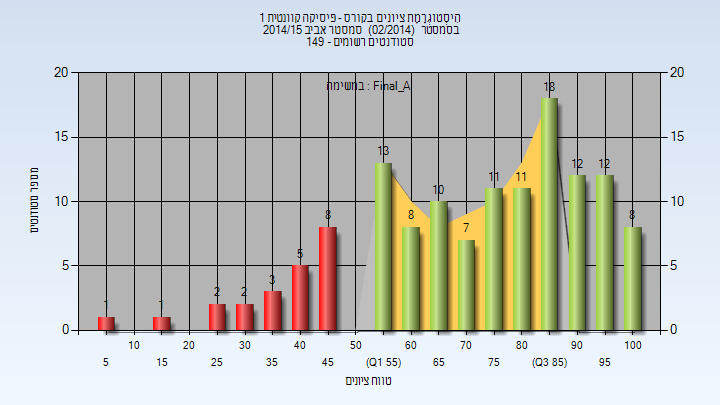 היסטוגרמת ציונים בקורס - פיסיקה קוונטית 1
בסמסטר (02/2014) סמסטר אביב 2014/15
סטודנטים רשומים - 149
במשימה : Final_A
20 20
15 15
10 10
5 5
0 0
מספר סטודנטים
1 1 2 2 3 5 8 13 8 10 7 11 11 18 12 12 8
10 20 30 40 50 60 70 80 90 100
5 15 25 35 45 (Q1 55) 65 75 (Q3 85) 95
טווח ציונים